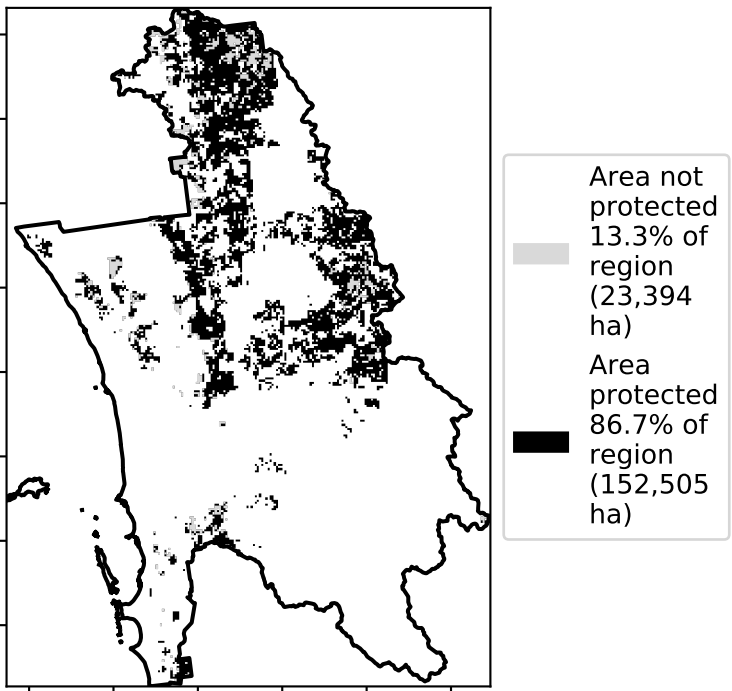 Area not
protected
13.3% of
region
(23,394
ha)
Area
protected
86.7% of
region
(152,505
ha)